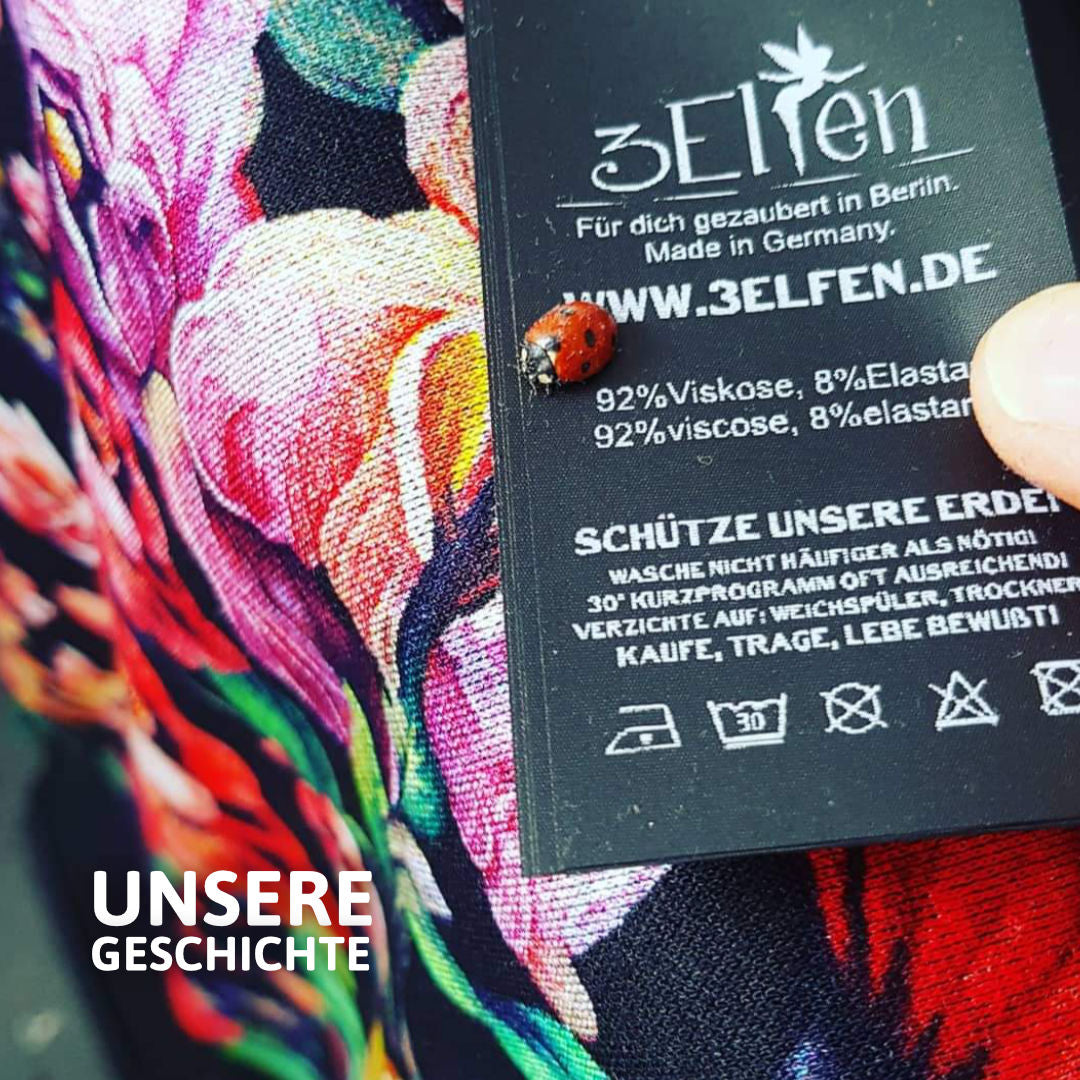 3Elfen
Für dich gezaubert in Berlin.
Made in Germany.
WWW.3ELFEN.DE
92%Viskose, 8%Elasta
92%viscose, 8%elastan
SCHÜTZE UNSERE ERDE!
WASCHE NICHT HÄUFIGER ALS NÖTIG!
30° KURZPROGRAMM OFT AUSREICHEND!
VERZICHTE AUF: WEICHSPÜLER, TROCKNER
KAUFE, TRAGE, LEBE BEWUßT!
30
UNSERE
GESCHICHTE